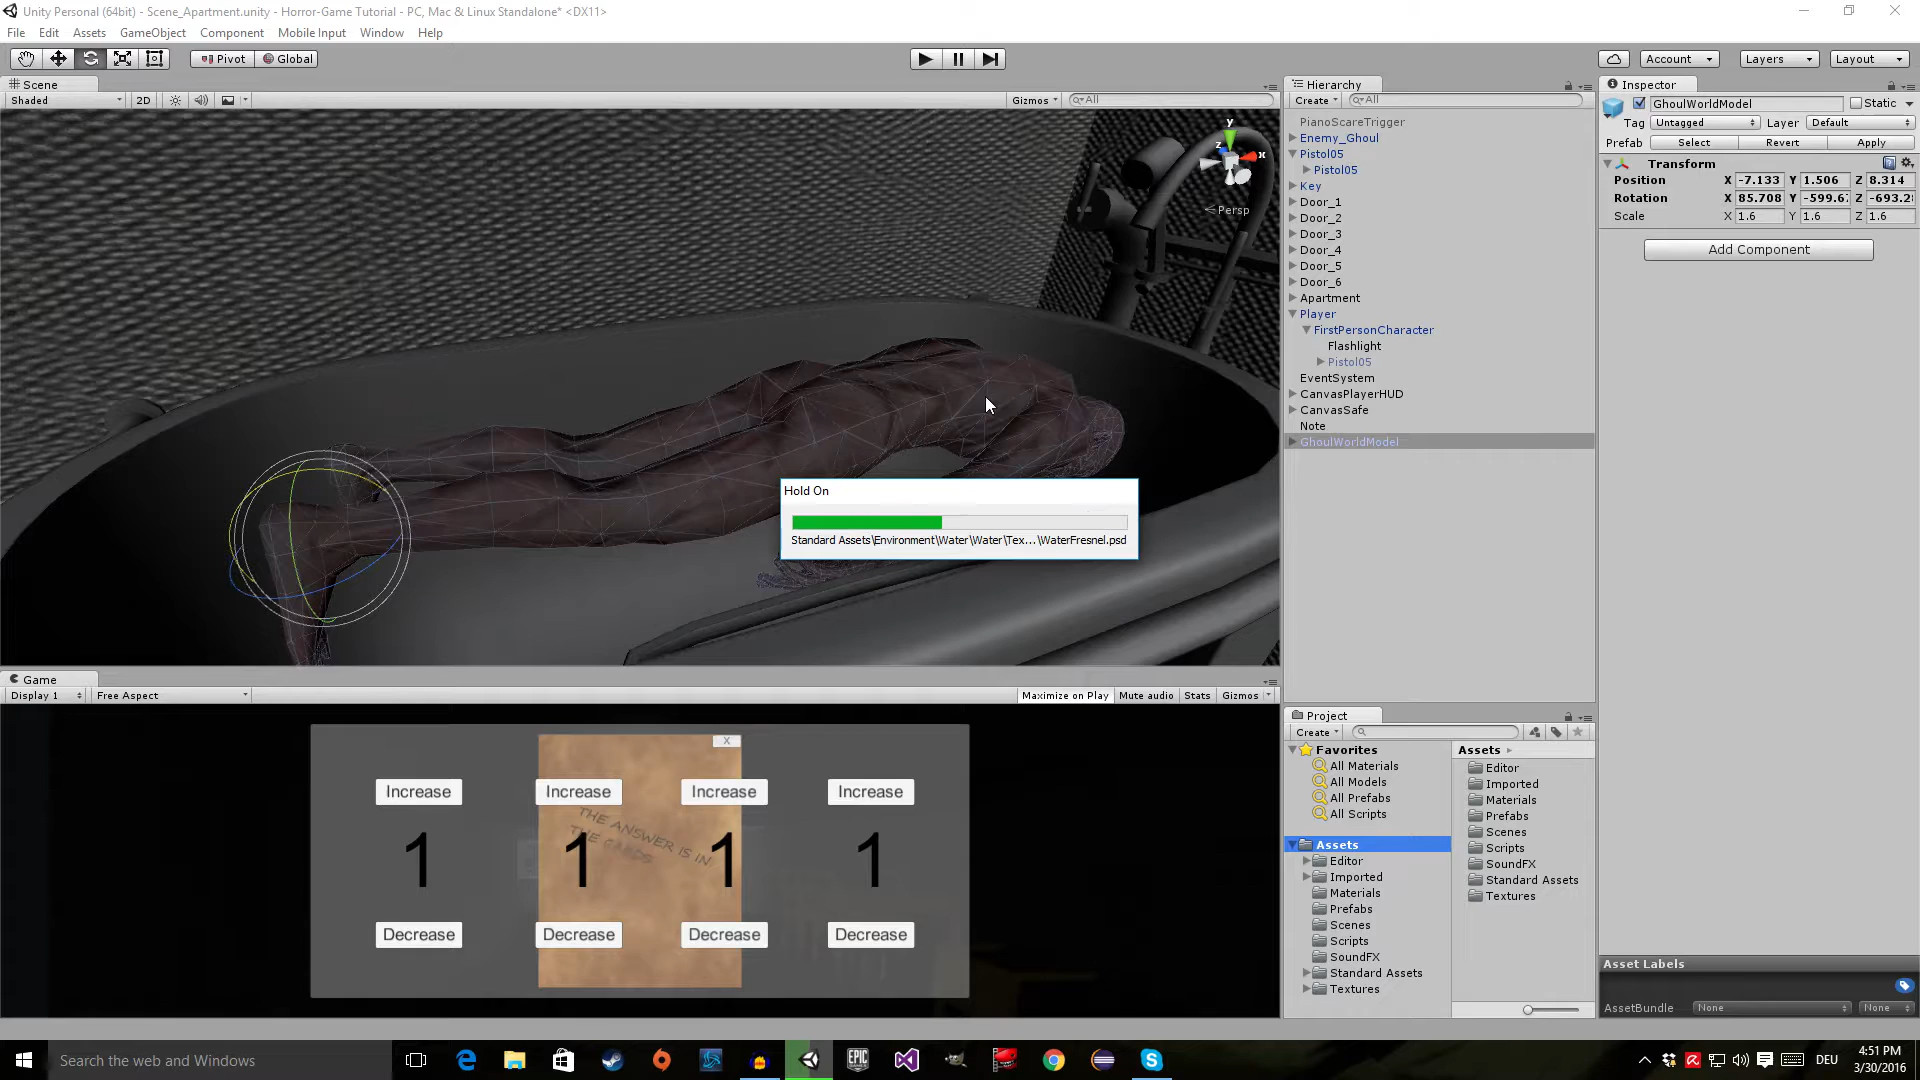 Unity Personal (64bit) - Scene_Apartment.unity - Horror-Game Tutorial - PC, Mac & Linux Standalone* <DX11>
File Edit Assets GameObject Component Mobile Input Window Help
Pivot Global Account Layers Layout
Scene
Shaded 2D Gizmos All
y
z x
Persp
Hold On
Standard Assets\Environment\Water\Water\Tex...\WaterFresnel.psd
Hierarchy
Create All
PianoScareTrigger
Enemy_Ghoul
Pistol05
Pistol05
Key
Door_1
Door_2
Door_3
Door_4
Door_5
Door_6
Apartment
Player
FirstPersonCharacter
Flashlight
Pistol05
EventSystem
CanvasPlayerHUD
CanvasSafe
Note
GhoulWorldModel
Inspector
GhoulWorldModel Static
Tag Untagged Layer Default
Prefab Select Revert Apply
Transform
Position X -7.133 Y 1.506 Z 8.314
Rotation X 85.708 Y -599.6 Z -693.2
Scale X 1.6 Y 1.6 Z 1.6
Add Component
Game
Display 1 Free Aspect Maximize on Play Mute audio Stats Gizmos
X
Increase Increase Increase Increase
THE ANSWER IS IN
THE CARDS
1 1 1 1
Decrease Decrease Decrease Decrease
Project
Create
Favorites
All Materials
All Models
All Prefabs
All Scripts
Assets
Editor
Imported
Materials
Prefabs
Scenes
Scripts
SoundFX
Standard Assets
Textures
Assets
Editor
Imported
Materials
Prefabs
Scenes
Scripts
SoundFX
Standard Assets
Textures
Asset Labels
AssetBundle None None
Search the web and Windows
EPIC
DEU
4:51 PM
3/30/2016